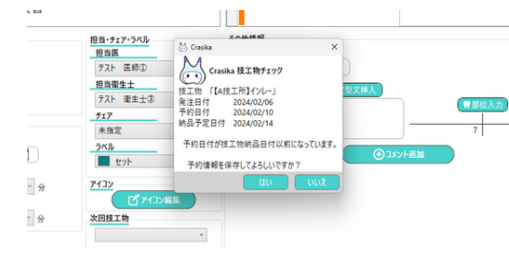 担当・チェア・ラベル
担当医
テスト 医師①
担当衛生士
テスト 衛生士②
チェア
未指定
ラベル
セット
アイコン
アイコン編集
次回技工物
分
分
Crasika
Crasika 技工物チェック
技工物 「【A技工所】インレー」
発注日付 2024/02/06
予約日付 2024/02/10
納品予定日付 2024/02/14
予約日付が技工物納品日付以前になっています。
予約情報を保存してよろしいですか？
はい
いいえ
型文挿入
部位入力
7
コメント追加